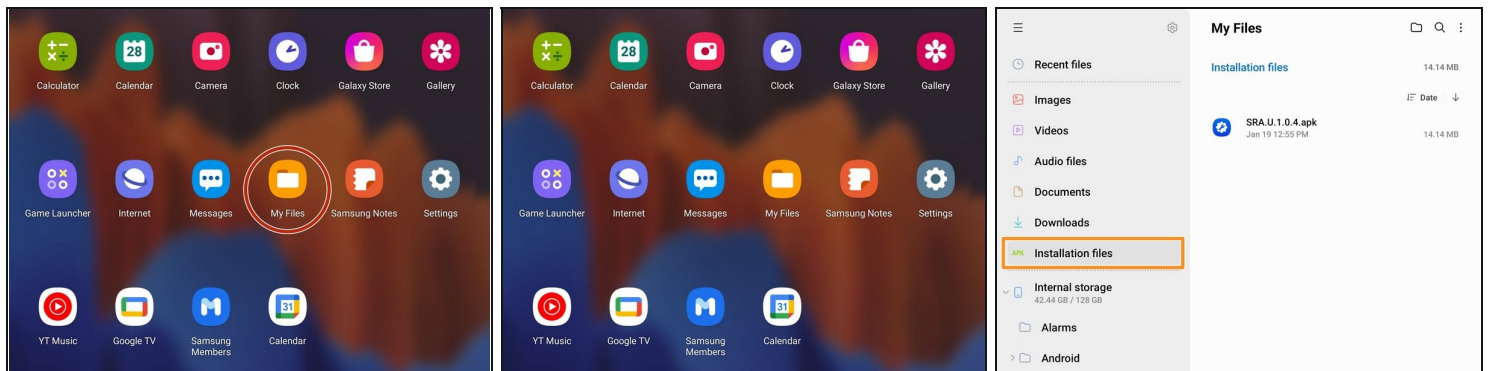 28
Calculator Calendar Camera Clock Galaxy Store Gallery
Game Launcher Internet Messages My Files Samsung Notes Settings
31
YT Music Google TV Samsung Members Calendar
28
Calculator Calendar Camera Clock Galaxy Store Gallery
Game Launcher Internet Messages My Files Samsung Notes Settings
31
YT Music Google TV Samsung Members Calendar
Recent files
Images
Videos
Audio files
Documents
Downloads
APK Installation files
Internal storage
42.44 GB / 128 GB
Alarms
Android
My Files
Installation files 14.14 MB
Date
SRA.U.1.0.4.apk
Jan 19 12:55 PM 14.14 MB